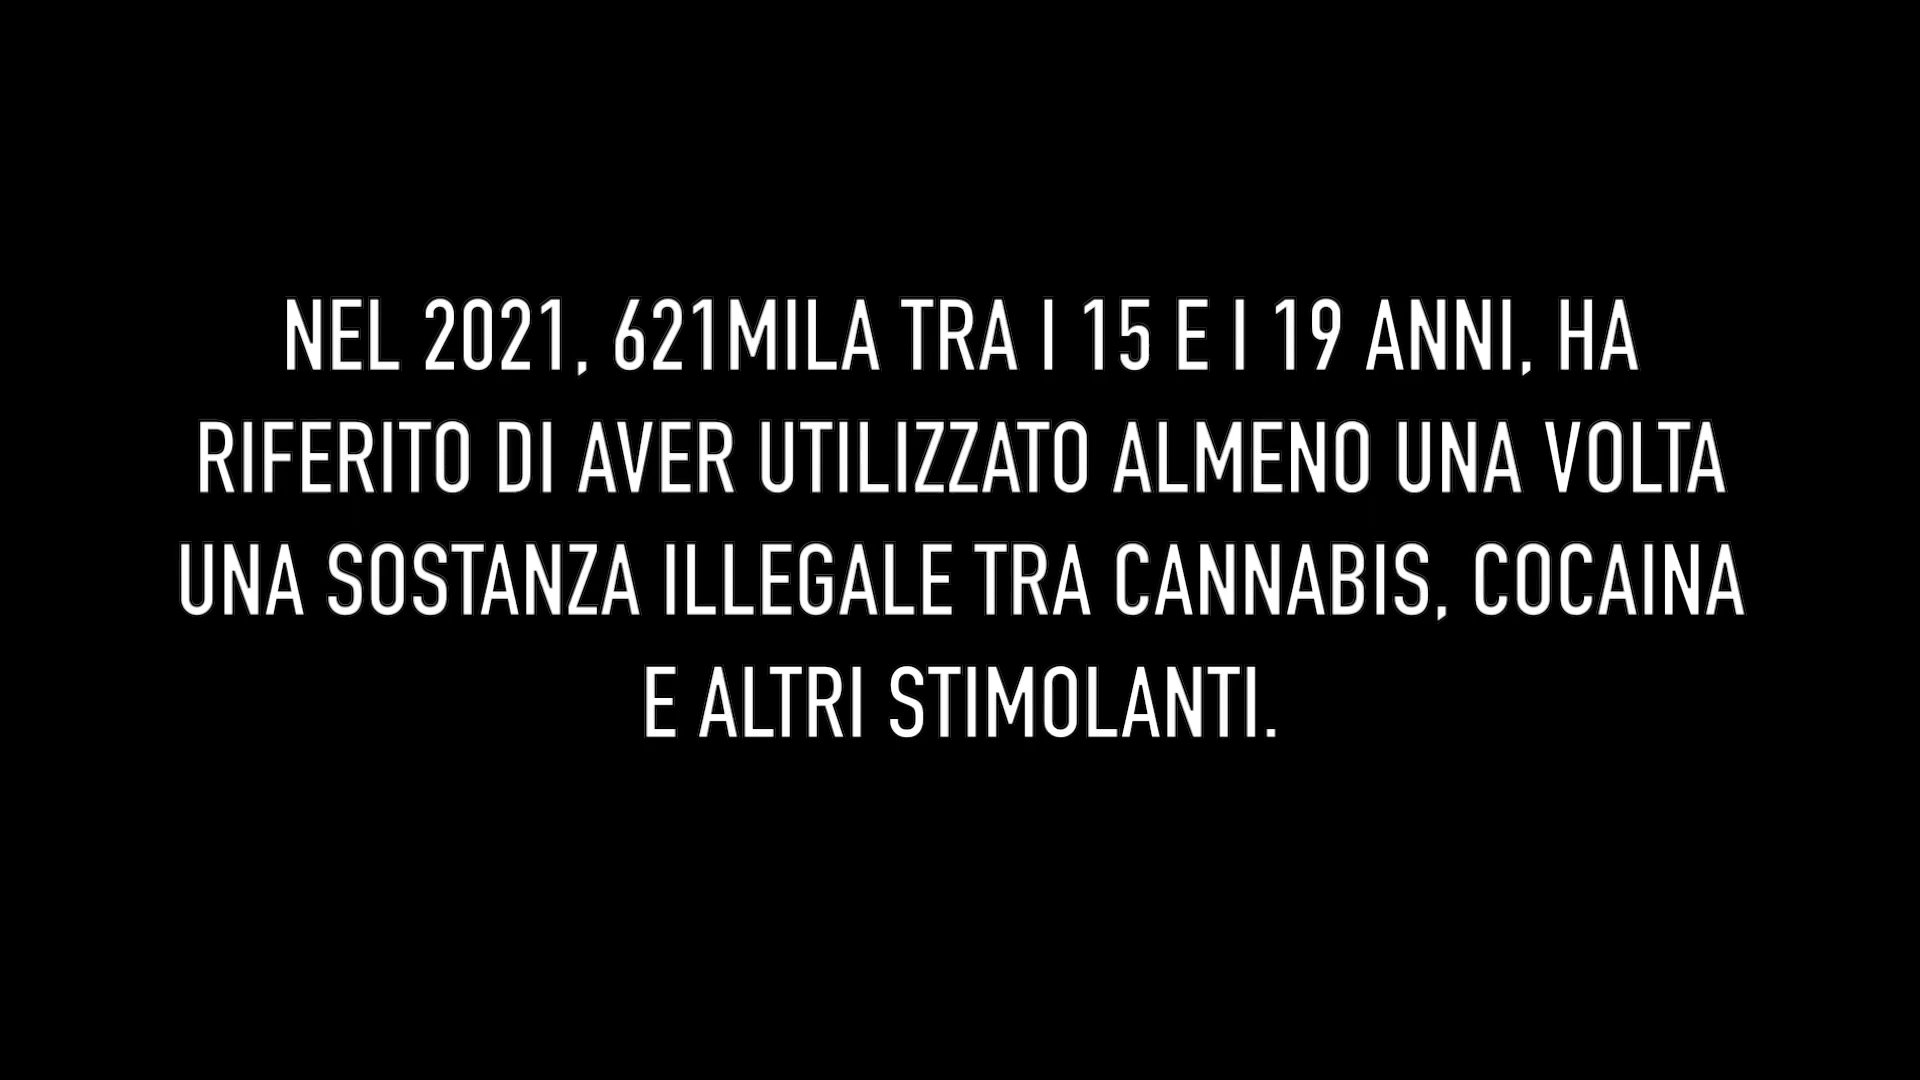 NEL 2021, 621MILA TRA I 15 E I 19 ANNI, HA
RIFERITO DI AVER UTILIZZATO ALMENO UNA VOLTA
UNA SOSTANZA ILLEGALE TRA CANNABIS, COCAINA
E ALTRI STIMOLANTI.